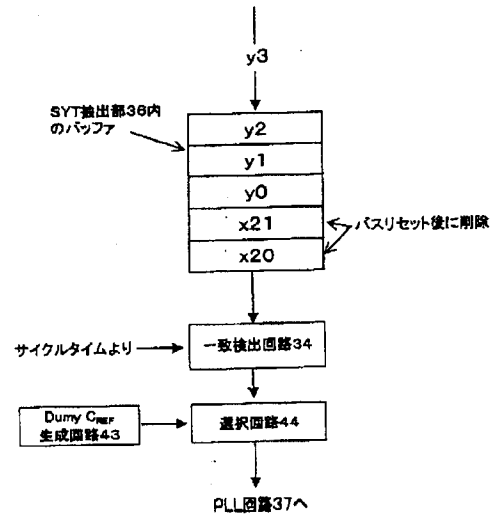 y3
SYT抽出部36内
のバッファ
y2
y1
y0
x21
x20
バスリセット後に削除
サイクルタイムより
一致検出回路34
Dumy CREF
生成回路43
選択回路44
PLL回路37へ